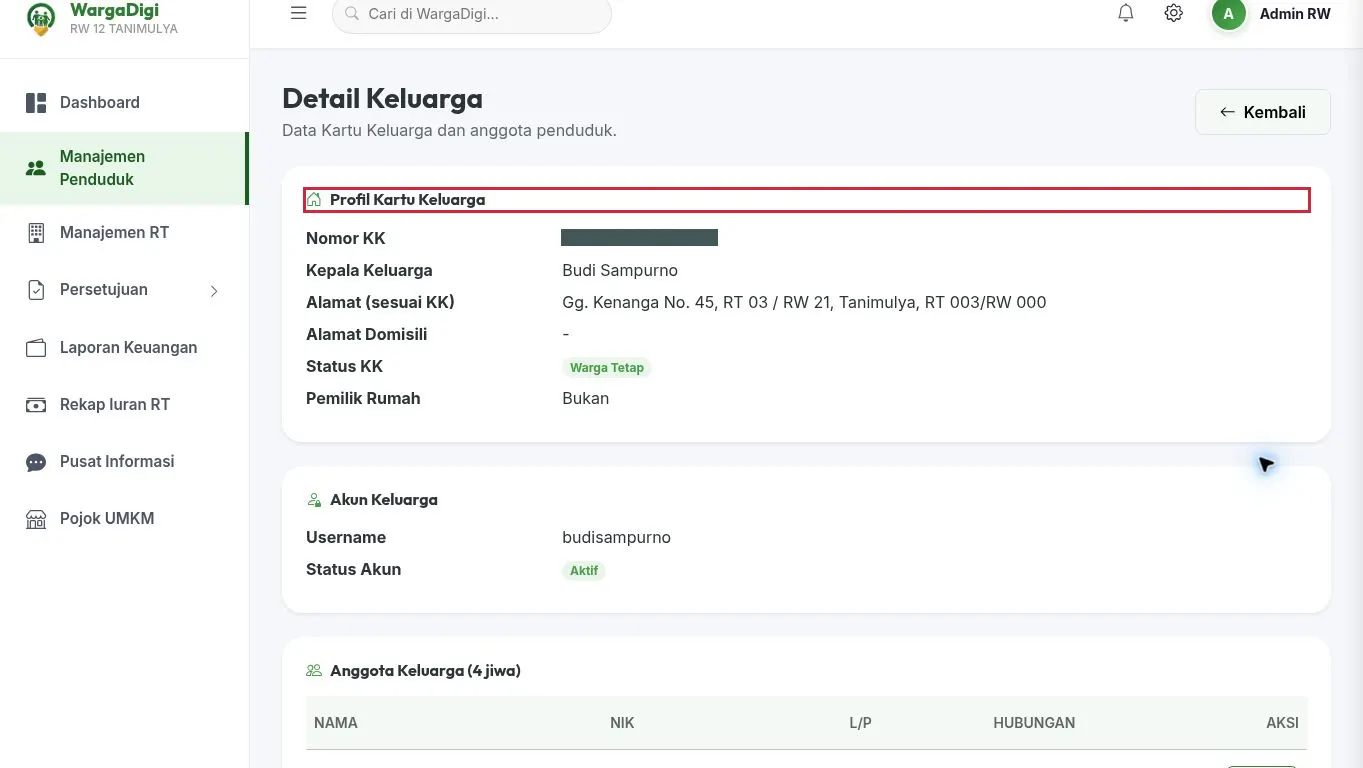 WargaDigi
RW 12 TANIMULYA
Cari di WargaDigi...
A
Admin RW
Dashboard
Manajemen
Penduduk
Manajemen RT
Persetujuan
Laporan Keuangan
Rekap Iuran RT
Pusat Informasi
Pojok UMKM
Detail Keluarga
Data Kartu Keluarga dan anggota penduduk.
Kembali
Profil Kartu Keluarga
Nomor KK
Kepala Keluarga Budi Sampurno
Alamat (sesuai KK) Gg. Kenanga No. 45, RT 03 / RW 21, Tanimulya, RT 003/RW 000
Alamat Domisili -
Status KK Warga Tetap
Pemilik Rumah Bukan
Akun Keluarga
Username budisampurno
Status Akun Aktif
Anggota Keluarga (4 jiwa)
NAMA NIK L/P HUBUNGAN AKSI